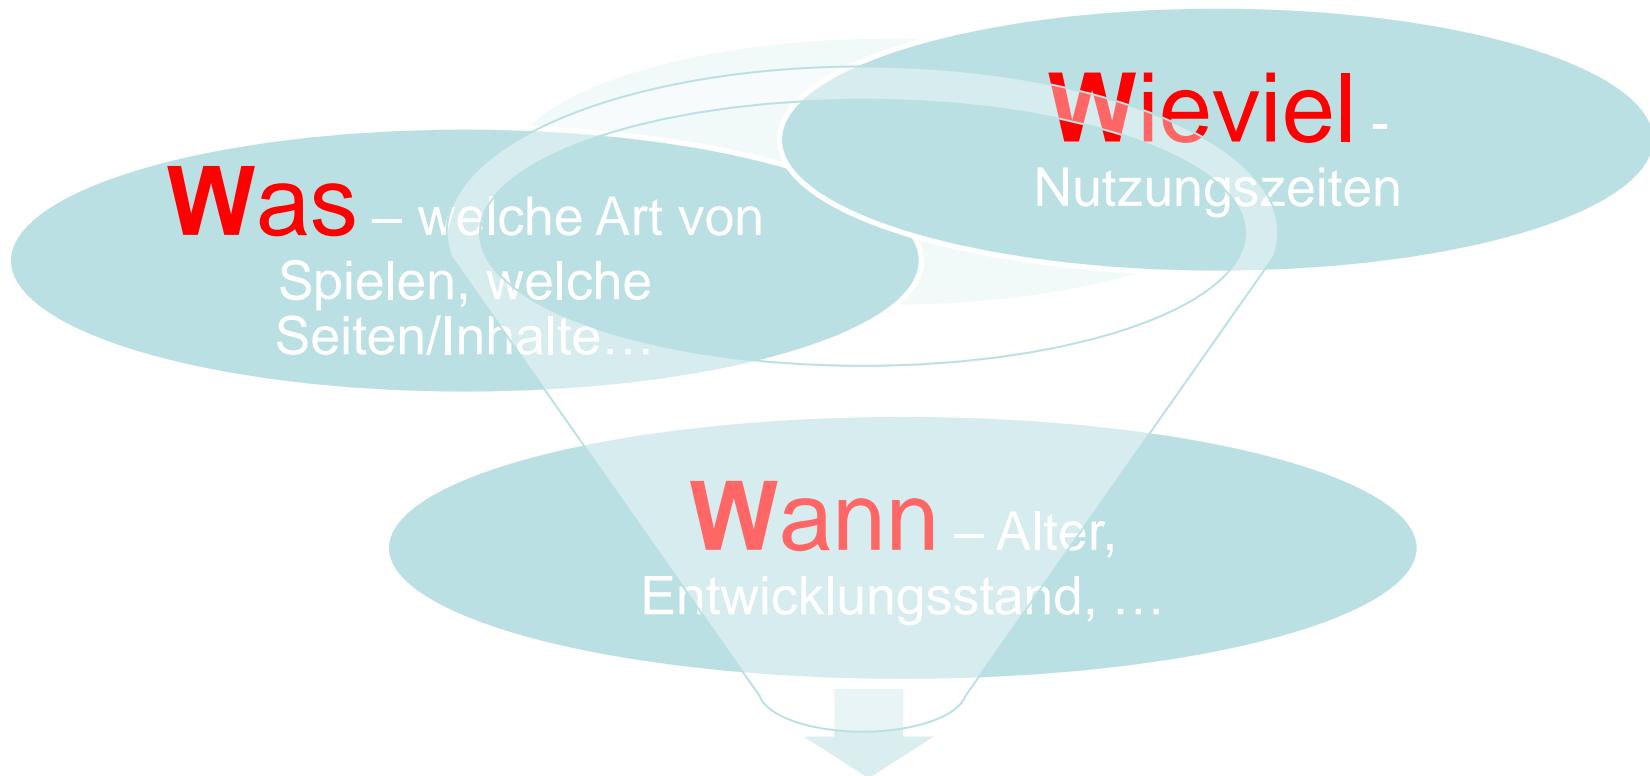 Was – welche Art von
Spielen, welche
Seiten/Inhalte…
Wieviel -
Nutzungszeiten
Wann – Alter,
Entwicklungsstand, …